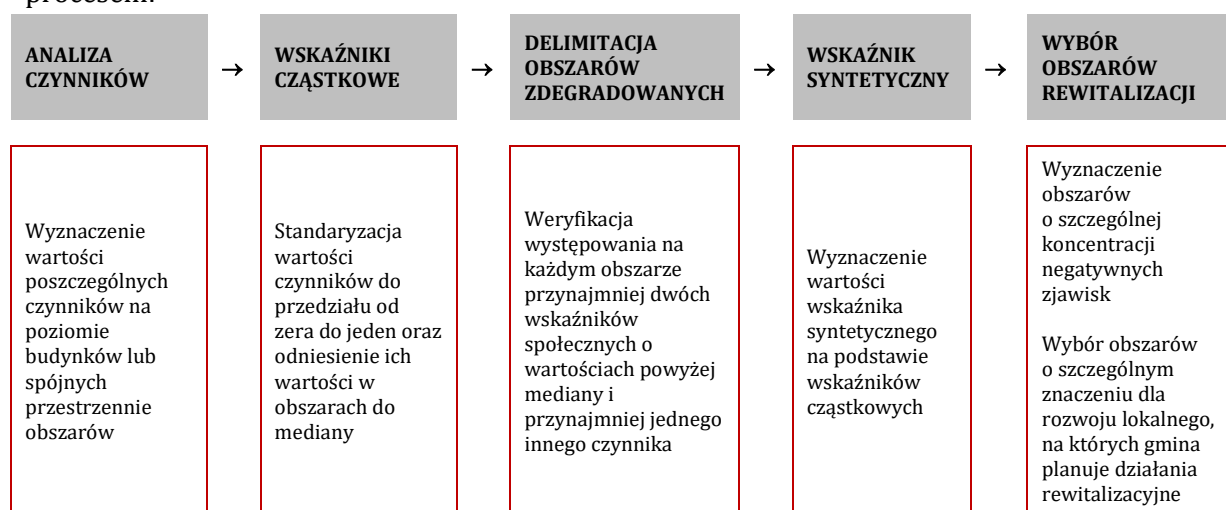 procesem.
ANALIZA
CZYNNIKÓW
→
WSKAŹNIKI
CZĄSTKOWE
→
DELIMITACJA
OBSZARÓW
ZDEGRADOWANYCH
→
WSKAŹNIK
SYNTETYCZNY
→
WYBÓR
OBSZARÓW
REWITALIZACJI
Wyznaczenie
wartości
poszczególnych
czynników na
poziomie
budynków lub
spójnych
przestrzennie
obszarów
Standaryzacja
wartości
czynników do
przedziału od
zera do jeden oraz
odniesienie ich
wartości w
obszarach do
mediany
Weryfikacja
występowania na
każdym obszarze
przynajmniej dwóch
wskaźników
społecznych o
wartościach powyżej
mediany i
przynajmniej jednego
innego czynnika
Wyznaczenie
wartości
wskaźnika
syntetycznego
na podstawie
wskaźników
cząstkowych
Wyznaczenie
obszarów
o szczególnej
koncentracji
negatywnych
zjawisk
Wybór obszarów
o szczególnym
znaczeniu dla
rozwoju lokalnego,
na których gmina
planuje działania
rewitalizacyjne